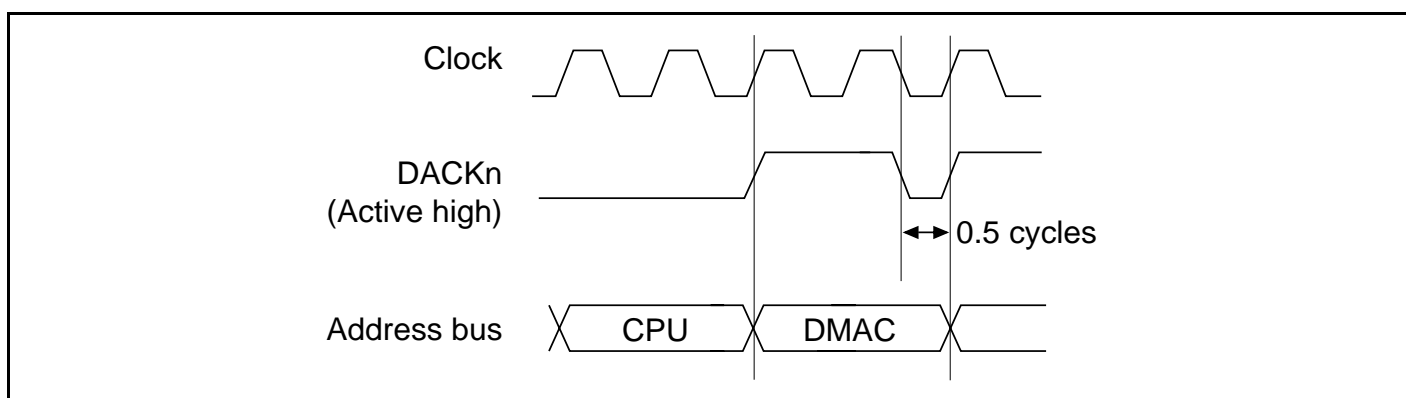 Clock
DACKn
(Active high)
0.5 cycles
Address bus
CPU
DMAC